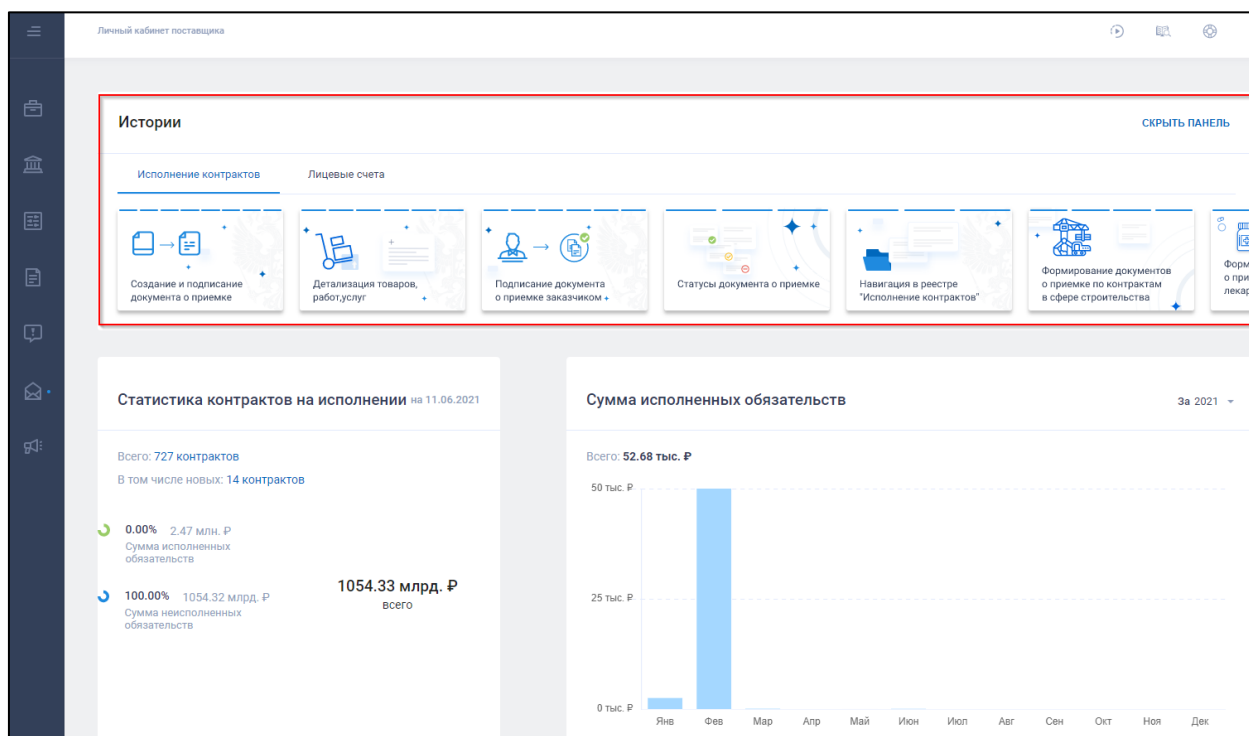 Личный кабинет поставщика
Истории
СКРЫТЬ ПАНЕЛЬ
Исполнение контрактов
Лицевые счета
Создание и подписание
документа о приемке
Детализация товаров,
работ,услуг
Подписание документа
о приемке заказчиком
Статусы документа о приемке
Навигация в реестре
"Исполнение контрактов"
Формирование документов
о приемке по контрактам
в сфере строительства
Статистика контрактов на исполнении на 11.06.2021
Всего: 727 контрактов
В том числе новых: 14 контрактов
0.00% 2.47 млн. ₽
Сумма исполненных
обязательств
100.00% 1054.32 млрд. ₽
Сумма неисполненных
обязательств
1054.33 млрд. ₽
всего
Сумма исполненных обязательств
За 2021
Всего: 52.68 тыс. ₽
50 тыс. ₽
25 тыс. ₽
0 тыс. ₽
Янв Фев Мар Апр Май Июн Июл Авг Сен Окт Ноя Дек